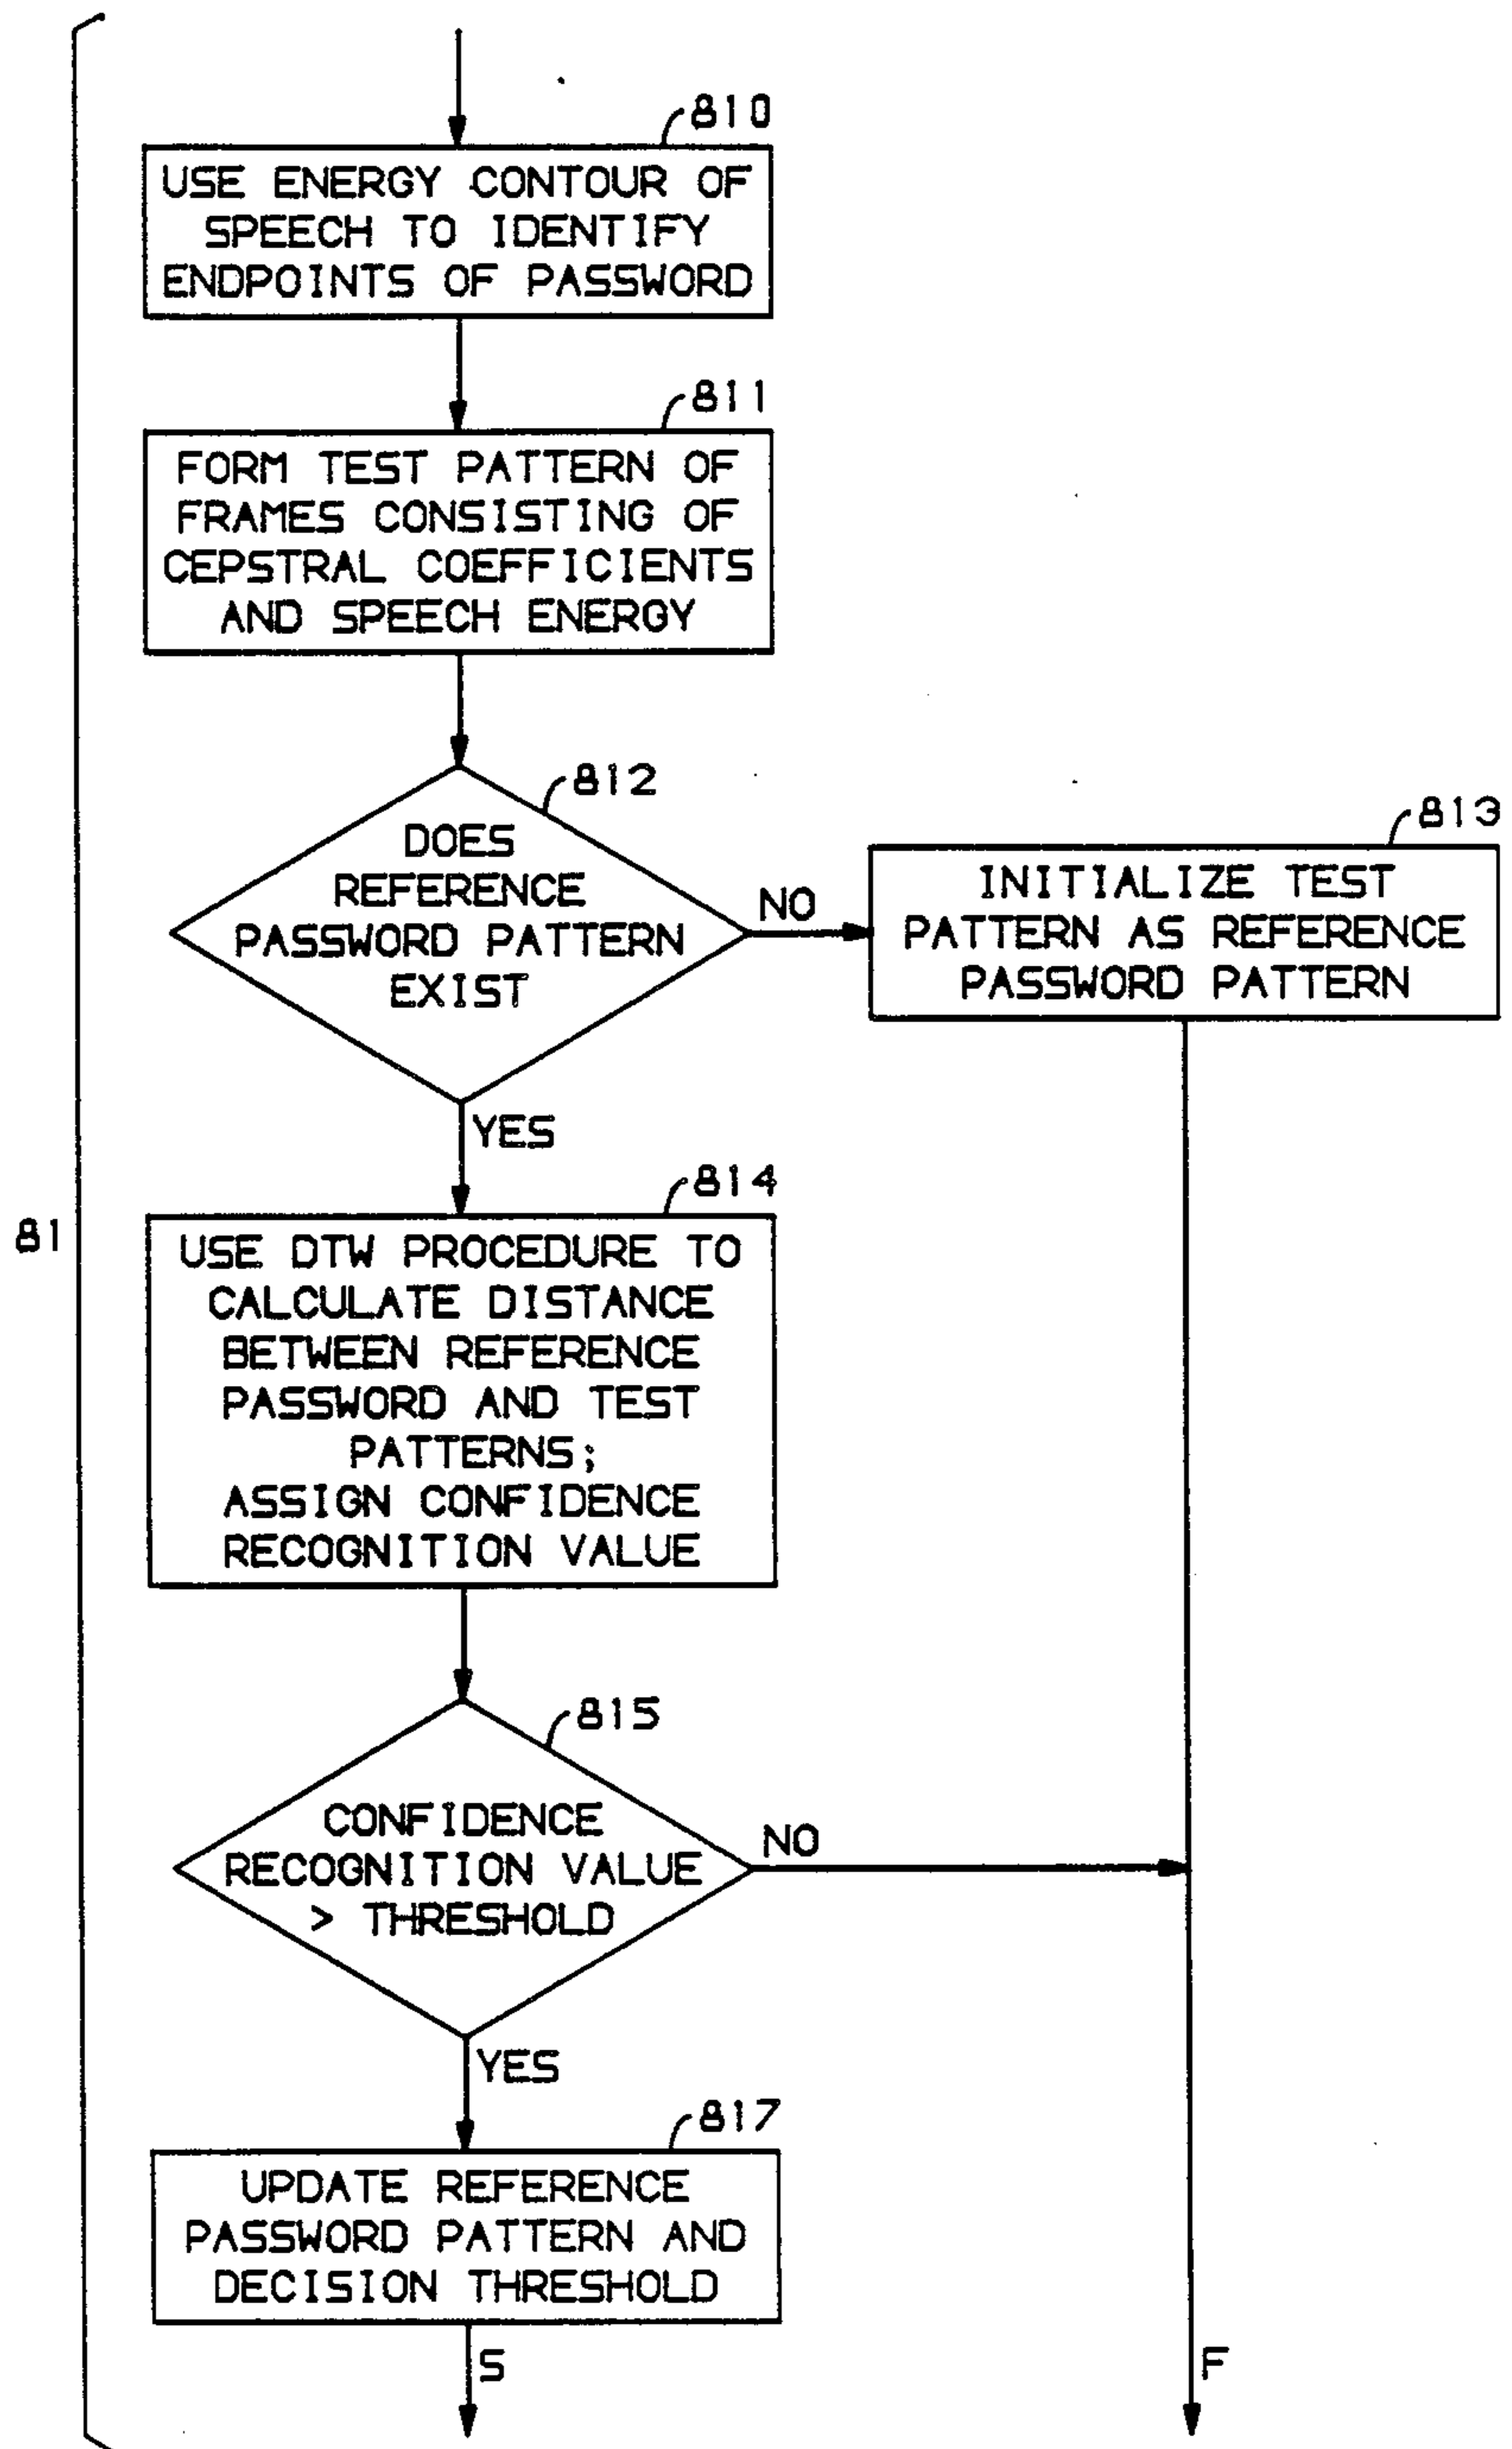 810
USE ENERGY CONTOUR OF
SPEECH TO IDENTIFY
ENDPOINTS OF PASSWORD
811
FORM TEST PATTERN OF
FRAMES CONSISTING OF
CEPSTRAL COEFFICIENTS
AND SPEECH ENERGY
812
DOES
REFERENCE
PASSWORD PATTERN
EXIST
NO
813
INITIALIZE TEST
PATTERN AS REFERENCE
PASSWORD PATTERN
YES
81
814
USE DTW PROCEDURE TO
CALCULATE DISTANCE
BETWEEN REFERENCE
PASSWORD AND TEST
PATTERNS;
ASSIGN CONFIDENCE
RECOGNITION VALUE
815
CONFIDENCE
RECOGNITION VALUE
> THRESHOLD
NO
YES
817
UPDATE REFERENCE
PASSWORD PATTERN AND
DECISION THRESHOLD
S
F